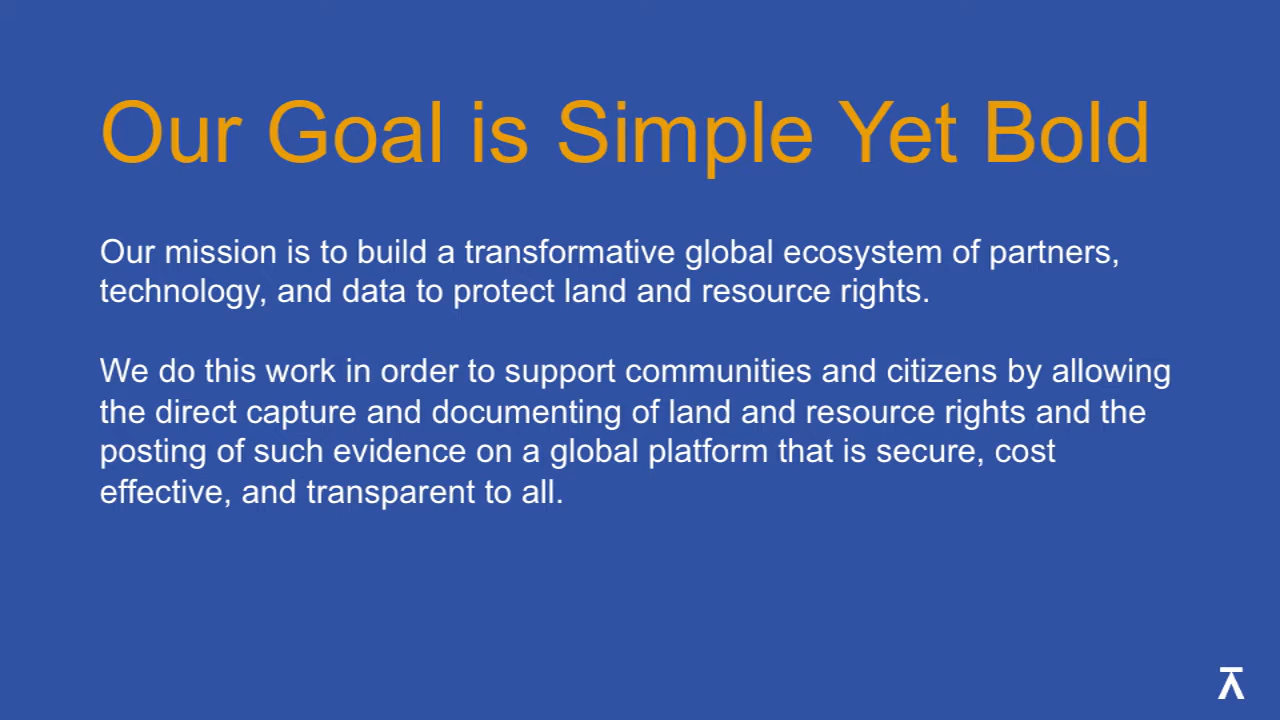 Our Goal is Simple Yet Bold
Our mission is to build a transformative global ecosystem of partners,
technology, and data to protect land and resource rights.
We do this work in order to support communities and citizens by allowing
the direct capture and documenting of land and resource rights and the
posting of such evidence on a global platform that is secure, cost
effective, and transparent to all.